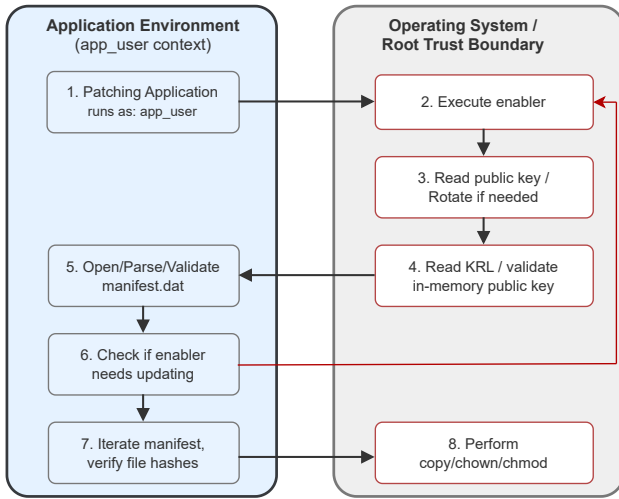 Application Environment
(app_user context)
Operating System /
Root Trust Boundary
1. Patching Application
runs as: app_user
2. Execute enabler
3. Read public key /
Rotate if needed
4. Read KRL / validate
in-memory public key
5. Open/Parse/Validate
manifest.dat
6. Check if enabler
needs updating
7. Iterate manifest,
verify file hashes
8. Perform
copy/chown/chmod